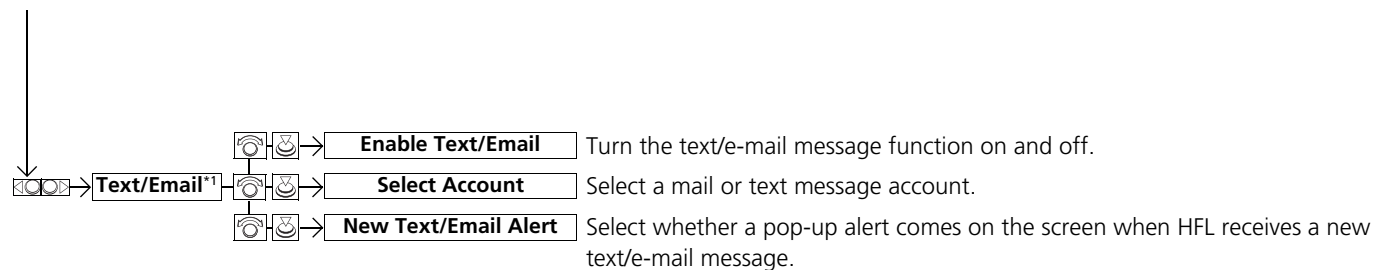 Enable Text/Email Turn the text/e-mail message function on and off.
Text/Email*1 Select Account Select a mail or text message account.
New Text/Email Alert Select whether a pop-up alert comes on the screen when HFL receives a new
text/e-mail message.